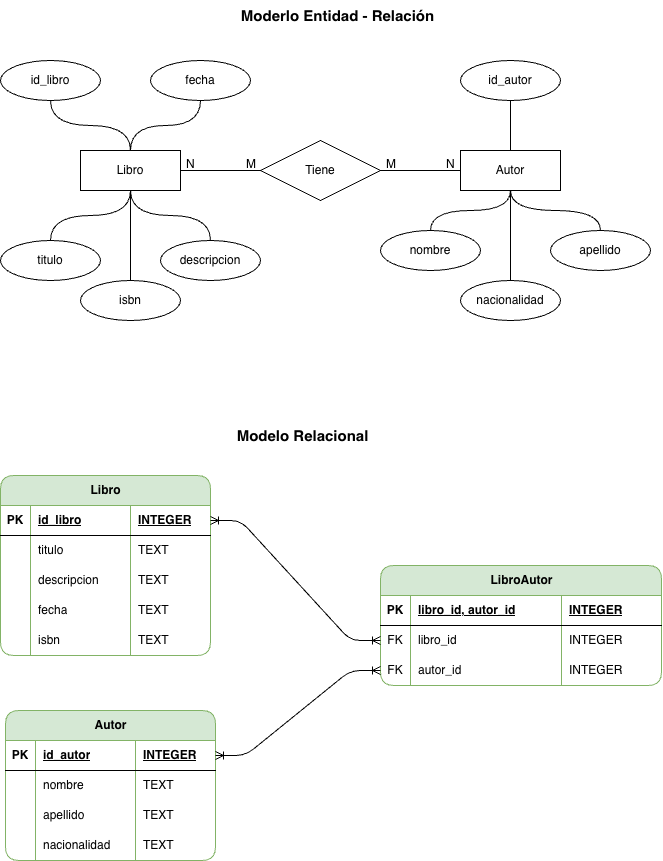 Moderlo Entidad - Relación
id_libro
fecha
id_autor
Libro
N
M
Tiene
M
N
Autor
titulo
descripcion
isbn
nombre
apellido
nacionalidad
Modelo Relacional
Libro
PK id_libro INTEGER
titulo TEXT
descripcion TEXT
fecha TEXT
isbn TEXT
LibroAutor
PK libro_id, autor_id INTEGER
FK libro_id INTEGER
FK autor_id INTEGER
Autor
PK id_autor INTEGER
nombre TEXT
apellido TEXT
nacionalidad TEXT